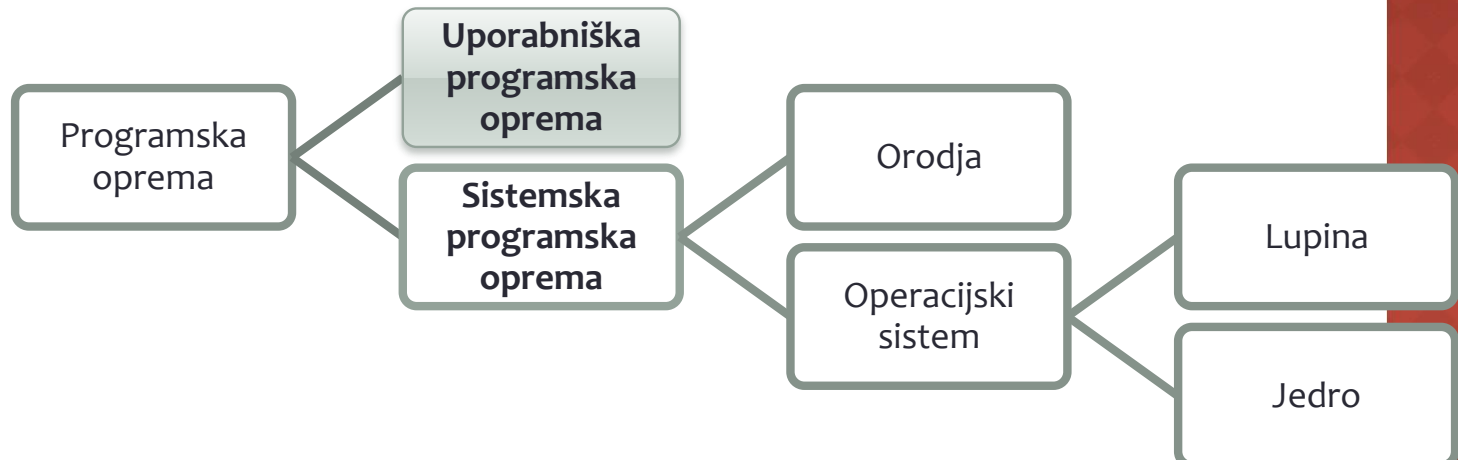 Programska
oprema
Uporabniška
programska
oprema
Sistemska
programska
oprema
Orodja
Operacijski
sistem
Lupina
Jedro